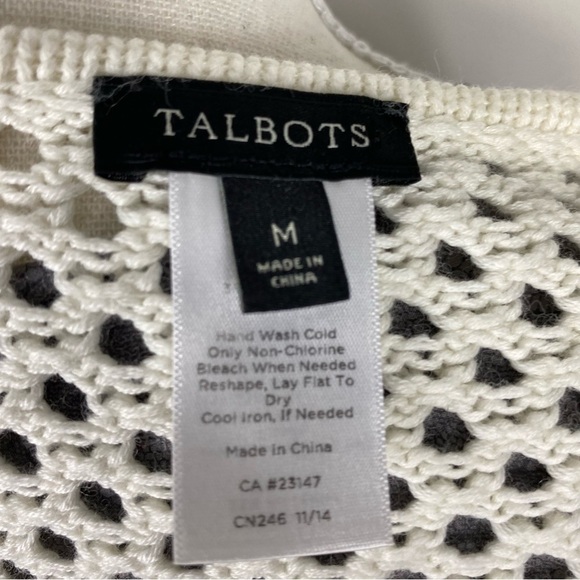 TALBOTS
M
MADE IN
CHINA
Hand Wash Cold
Only Non-Chlorine
Bleach When Needed
Reshape, Lay Flat To
Dry
Cool Iron, If Needed
Made in China
CA #23147
CN246 11/14